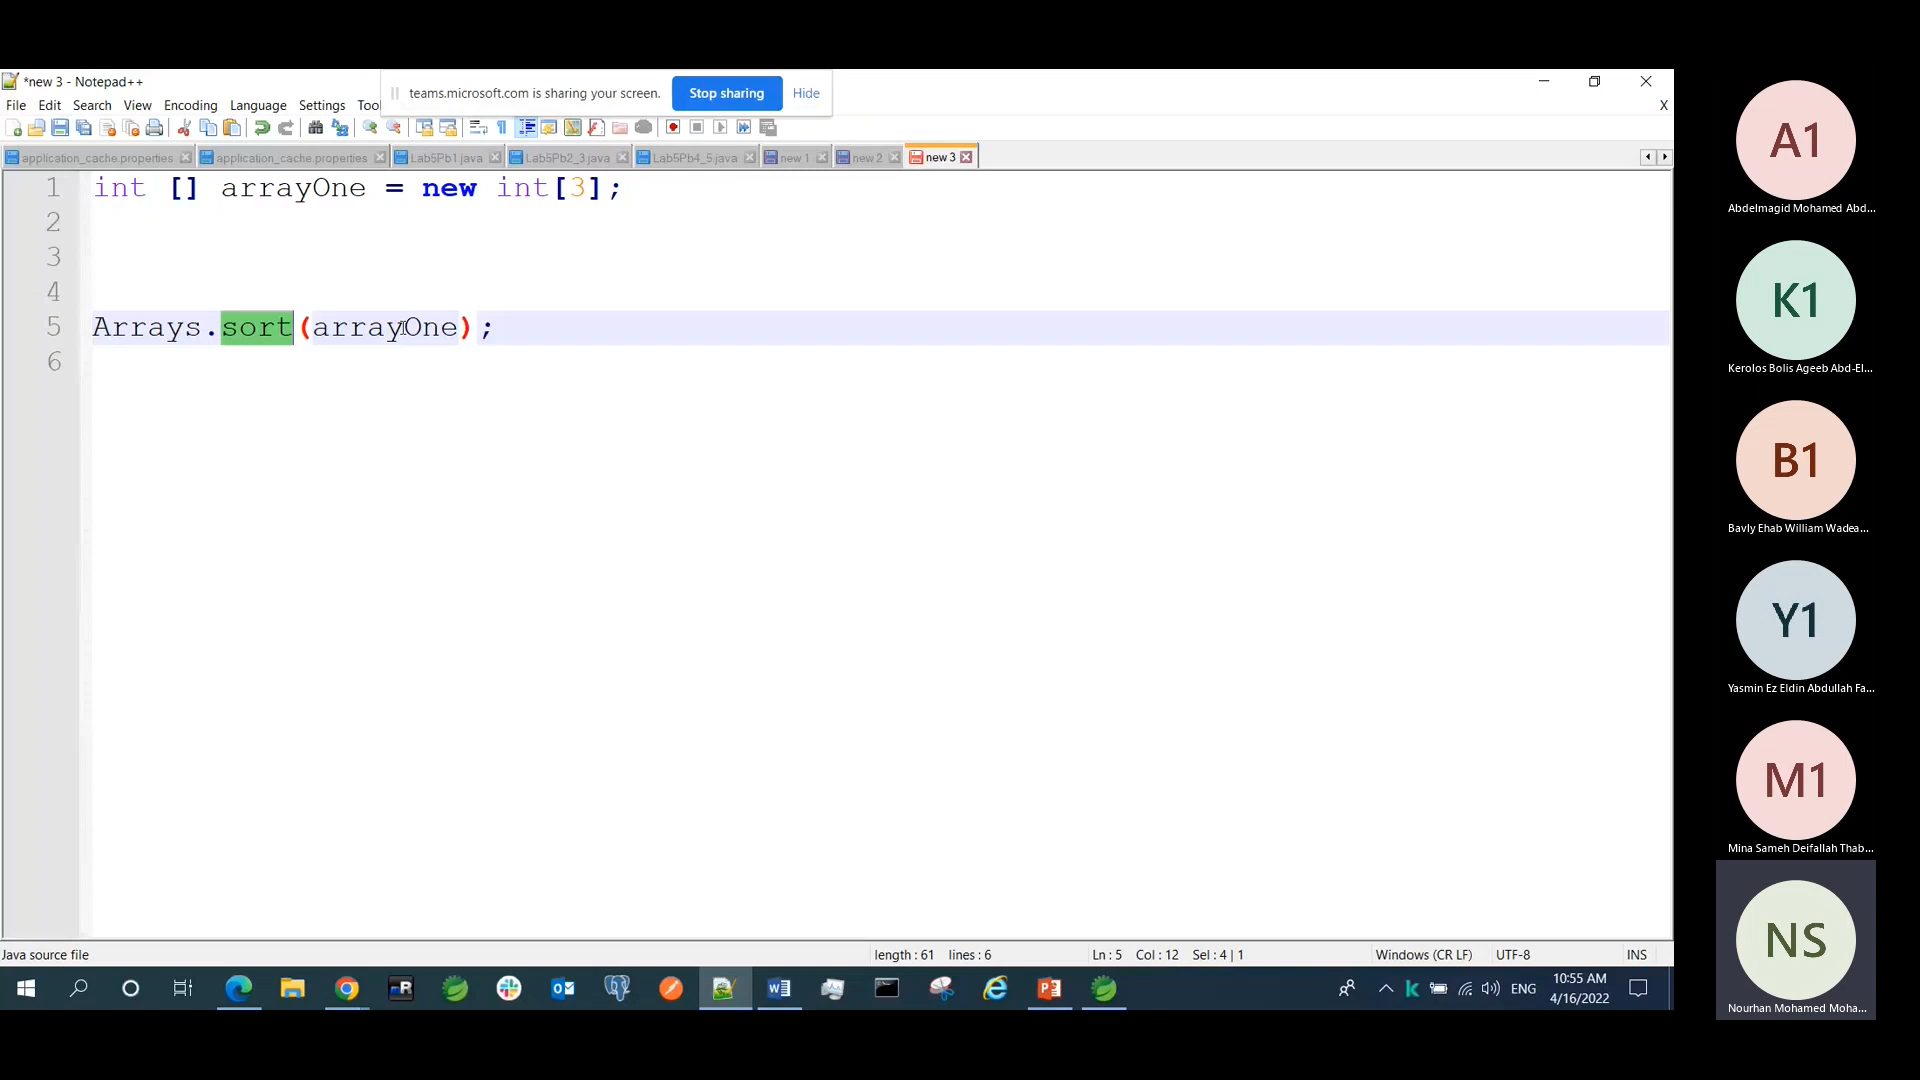 *new 3 - Notepad++
teams.microsoft.com is sharing your screen. Stop sharing Hide
File Edit Search View Encoding Language Settings Too
X
application_cache.properties application_cache.properties Lab5Pb1.java Lab5Pb2_3.java Lab5Pb4_5.java new 1 new 2 new 3
1 int [] arrayOne = new int[3];
2
3
4
5 Arrays.sort(arrayOne);
6
Java source file length : 61 lines : 6 Ln : 5 Col : 12 Sel : 4 | 1 Windows (CR LF) UTF-8 INS
ENG 10:55 AM
4/16/2022
A1
Abdelmagid Mohamed Abd...
K1
Kerolos Bolis Ageeb Abd-El...
B1
Bavly Ehab William Wadea...
Y1
Yasmin Ez Eldin Abdullah Fa...
M1
Mina Sameh Deifallah Thab...
NS
Nourhan Mohamed Moha...